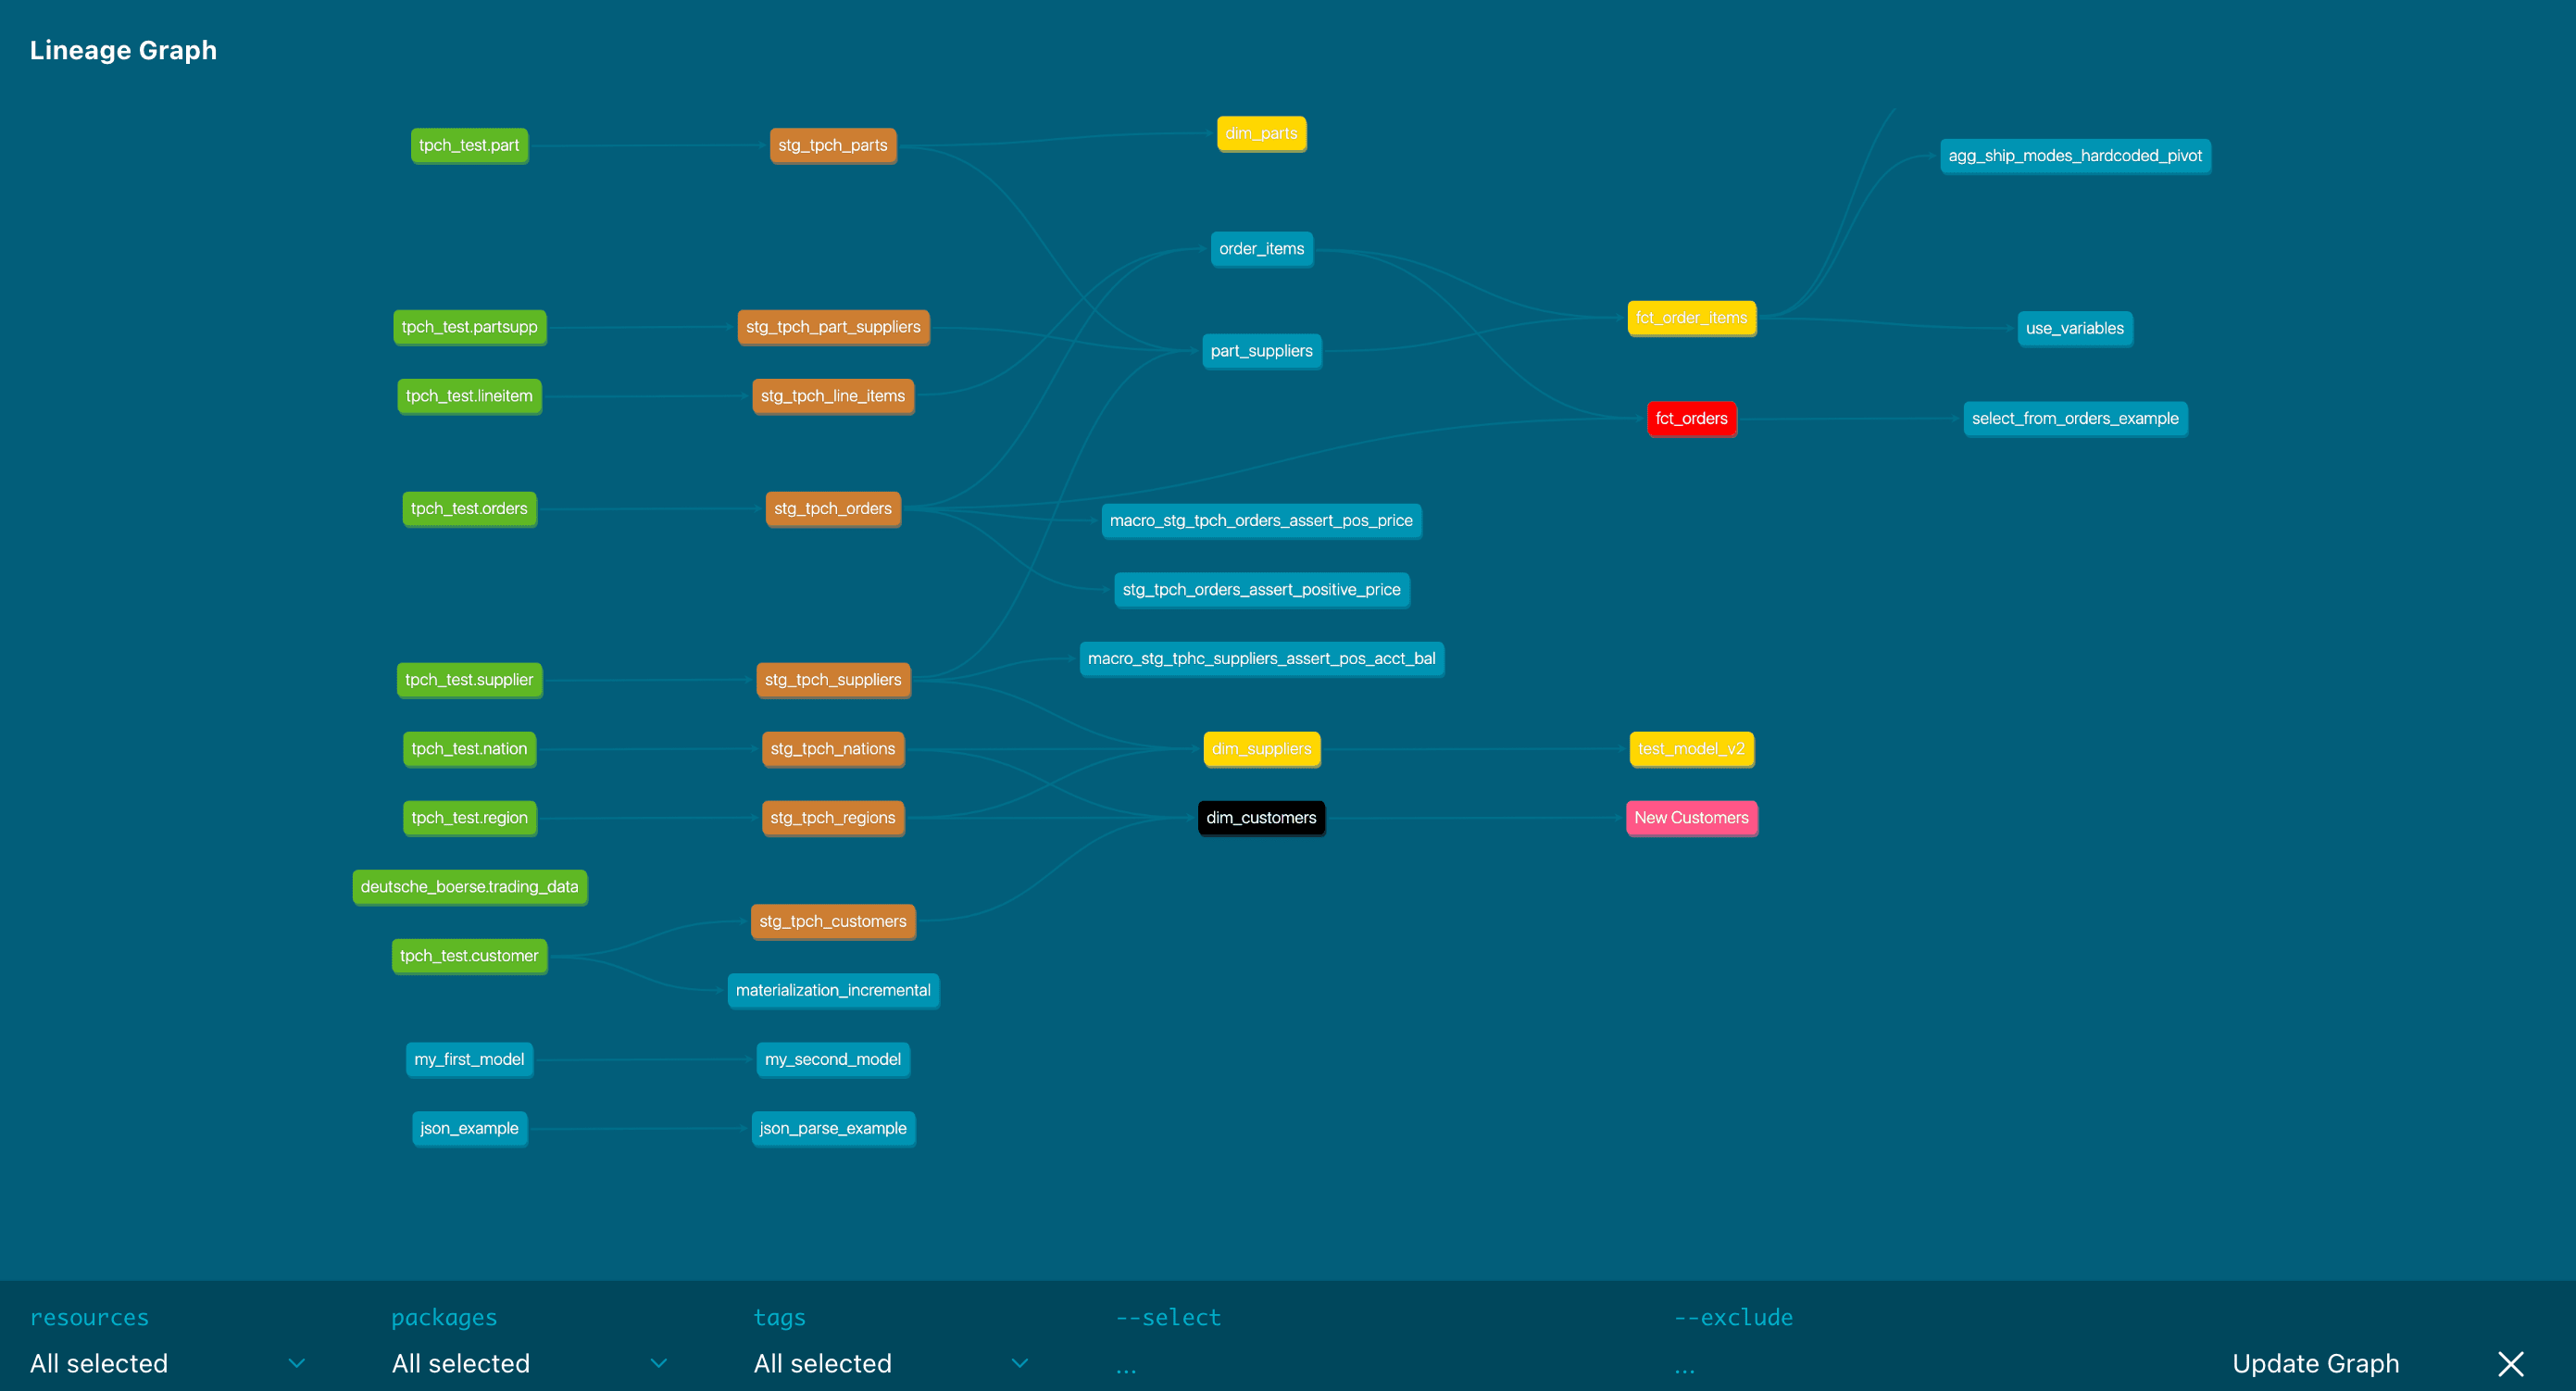 Lineage Graph
tpch_test.part
stg_tpch_parts
dim_parts
agg_ship_modes_hardcoded_pivot
order_items
tpch_test.partsupp
stg_tpch_part_suppliers
part_suppliers
fct_order_items
use_variables
tpch_test.lineitem
stg_tpch_line_items
fct_orders
select_from_orders_example
tpch_test.orders
stg_tpch_orders
macro_stg_tpch_orders_assert_pos_price
stg_tpch_orders_assert_positive_price
macro_stg_tphc_suppliers_assert_pos_acct_bal
tpch_test.supplier
stg_tpch_suppliers
tpch_test.nation
stg_tpch_nations
dim_suppliers
test_model_v2
tpch_test.region
stg_tpch_regions
dim_customers
New Customers
deutsche_boerse.trading_data
stg_tpch_customers
tpch_test.customer
materialization_incremental
my_first_model
my_second_model
json_example
json_parse_example
resources
All selected
packages
All selected
tags
All selected
--select
...
--exclude
...
Update Graph